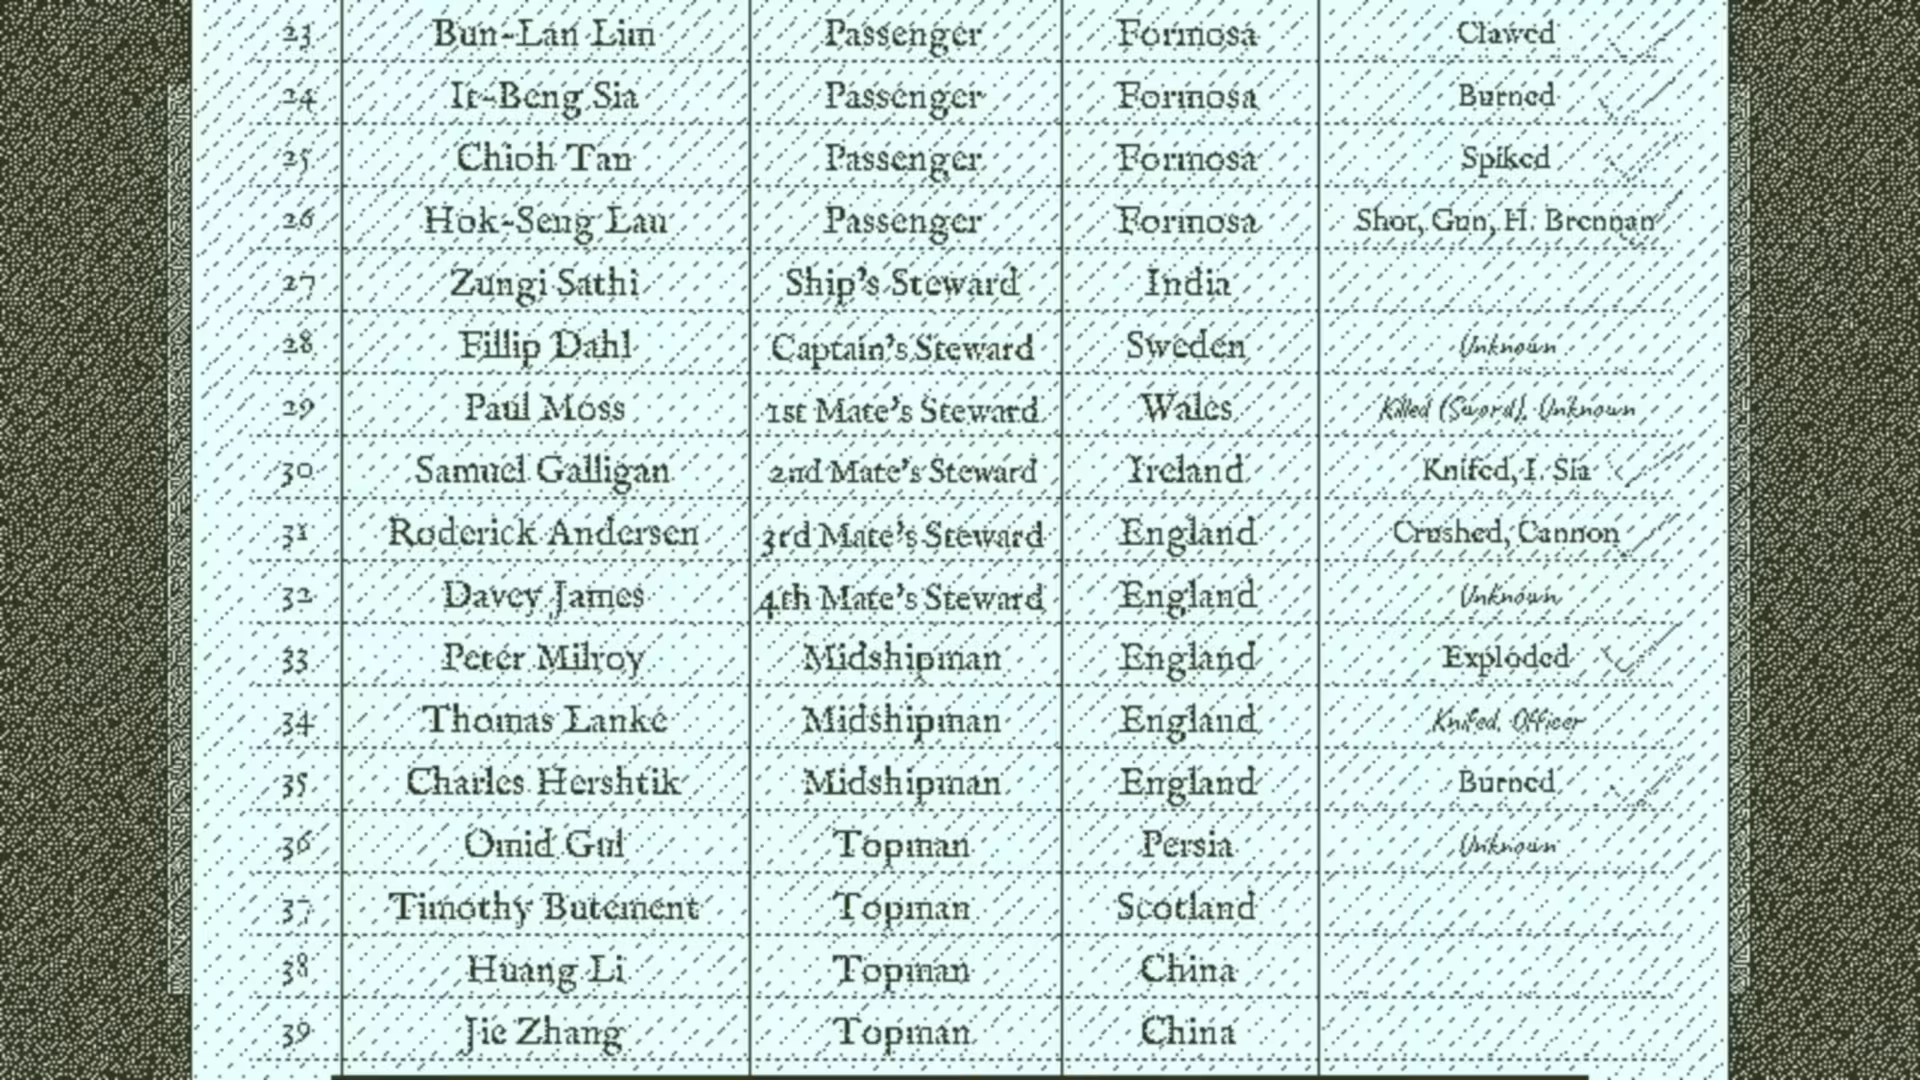 23 Bun-Lan Lim Passenger Formosa Clawed
24 It-Beng Sia Passenger Formosa Burned
25 Chioh Tan Passenger Formosa Spiked
26 Hok-Seng Lau Passenger Formosa Shot, Gun, H. Brennan
27 Zungi Sathi Ship's Steward India
28 Fillip Dahl Captain's Steward Sweden Unknown
29 Paul Moss 1st Mate's Steward Wales Killed (Sword), Unknown
30 Samuel Galligan 2nd Mate's Steward Ireland Knifed, I. Sia
31 Roderick Andersen 3rd Mate's Steward England Crushed, Cannon
32 Davey James 4th Mate's Steward England Unknown
33 Peter Milroy Midshipman England Exploded
34 Thomas Lanke Midshipman England Knifed, Officer
35 Charles Hershtik Midshipman England Burned
36 Omid Gul Topman Persia Unknown
37 Timothy Butement Topman Scotland
38 Huang Li Topman China
39 Jie Zhang Topman China